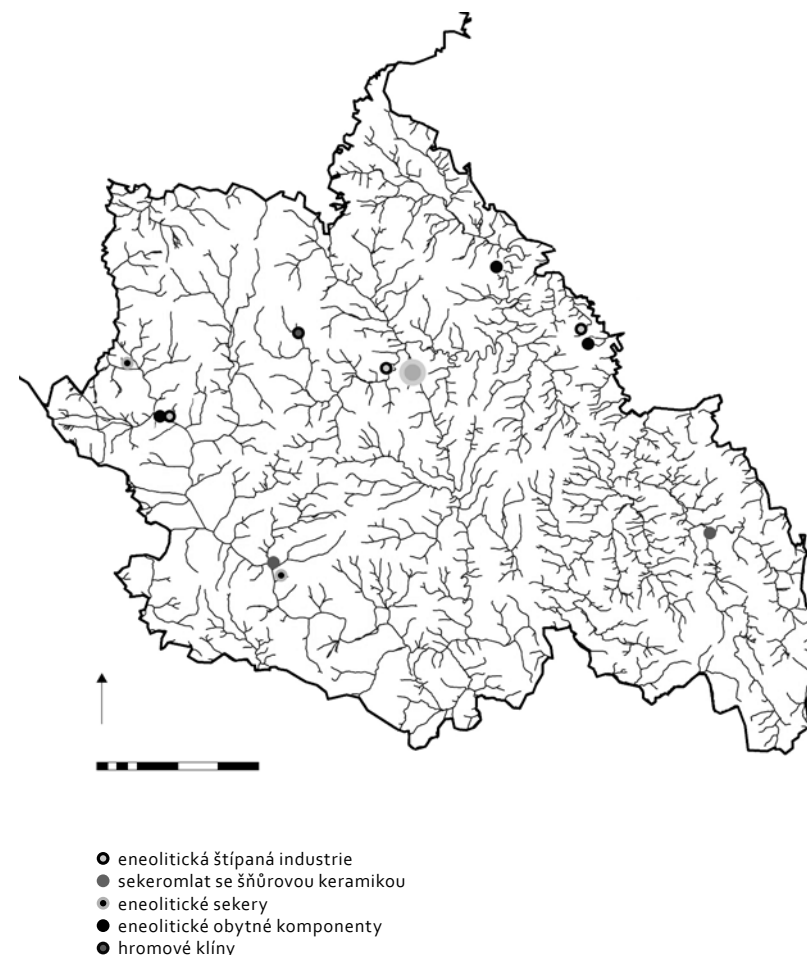 eneolitická štípaná industrie
sekeromlat se šňůrovou keramikou
eneolitické sekery
eneolitické obytné komponenty
hromové klíny